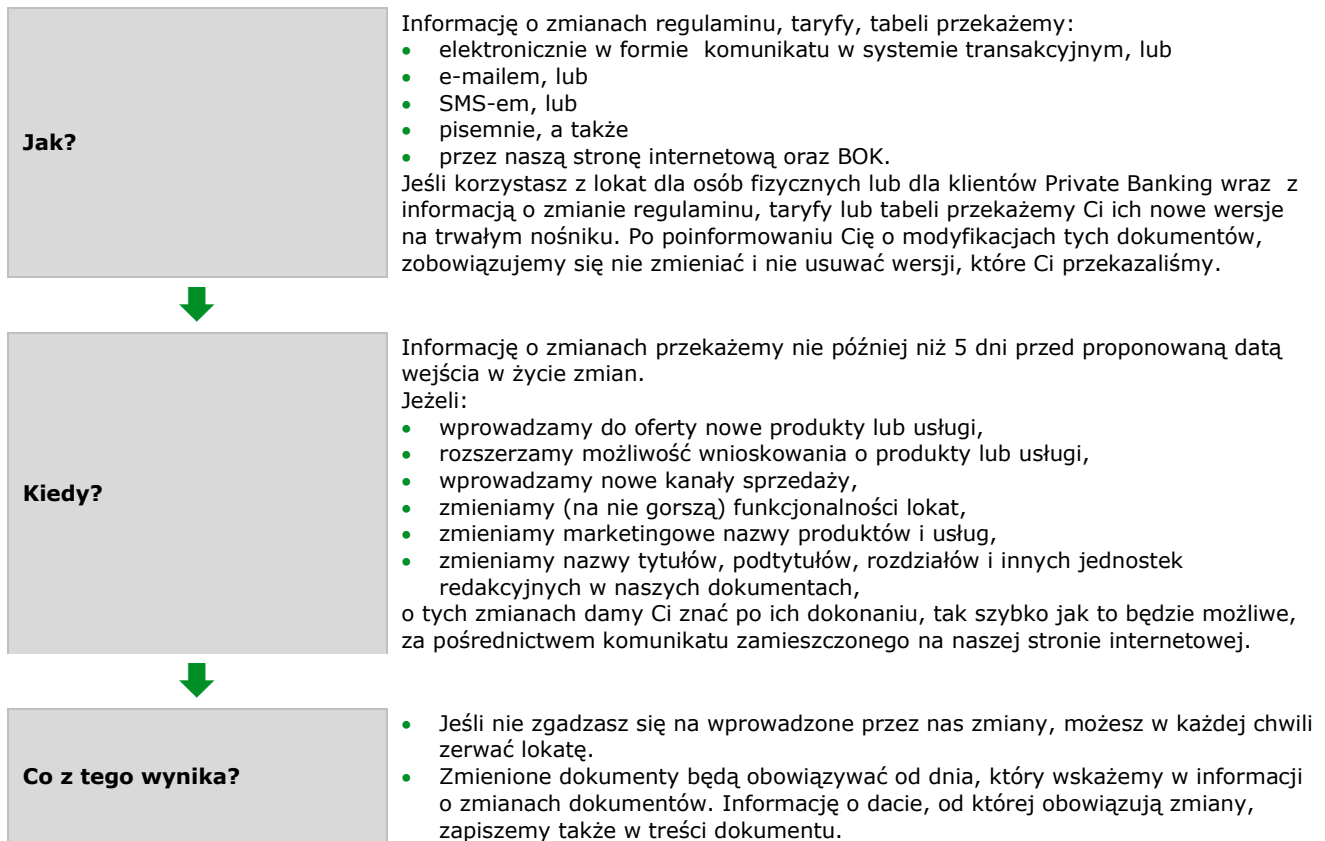 Jak?
Informację o zmianach regulaminu, taryfy, tabeli przekażemy:
• elektronicznie w formie komunikatu w systemie transakcyjnym, lub
• e-mailem, lub
• SMS-em, lub
• pisemnie, a także
• przez naszą stronę internetową oraz BOK.
Jeśli korzystasz z lokat dla osób fizycznych lub dla klientów Private Banking wraz z
informacją o zmianie regulaminu, taryfy lub tabeli przekażemy Ci ich nowe wersje
na trwałym nośniku. Po poinformowaniu Cię o modyfikacjach tych dokumentów,
zobowiązujemy się nie zmieniać i nie usuwać wersji, które Ci przekazaliśmy.
Kiedy?
Informację o zmianach przekażemy nie później niż 5 dni przed proponowaną datą
wejścia w życie zmian.
Jeżeli:
• wprowadzamy do oferty nowe produkty lub usługi,
• rozszerzamy możliwość wnioskowania o produkty lub usługi,
• wprowadzamy nowe kanały sprzedaży,
• zmieniamy (na nie gorszą) funkcjonalności lokat,
• zmieniamy marketingowe nazwy produktów i usług,
• zmieniamy nazwy tytułów, podtytułów, rozdziałów i innych jednostek
redakcyjnych w naszych dokumentach,
o tych zmianach damy Ci znać po ich dokonaniu, tak szybko jak to będzie możliwe,
za pośrednictwem komunikatu zamieszczonego na naszej stronie internetowej.
Co z tego wynika?
• Jeśli nie zgadzasz się na wprowadzone przez nas zmiany, możesz w każdej chwili
zerwać lokatę.
• Zmienione dokumenty będą obowiązywać od dnia, który wskażemy w informacji
o zmianach dokumentów. Informację o dacie, od której obowiązują zmiany,
zapiszemy także w treści dokumentu.